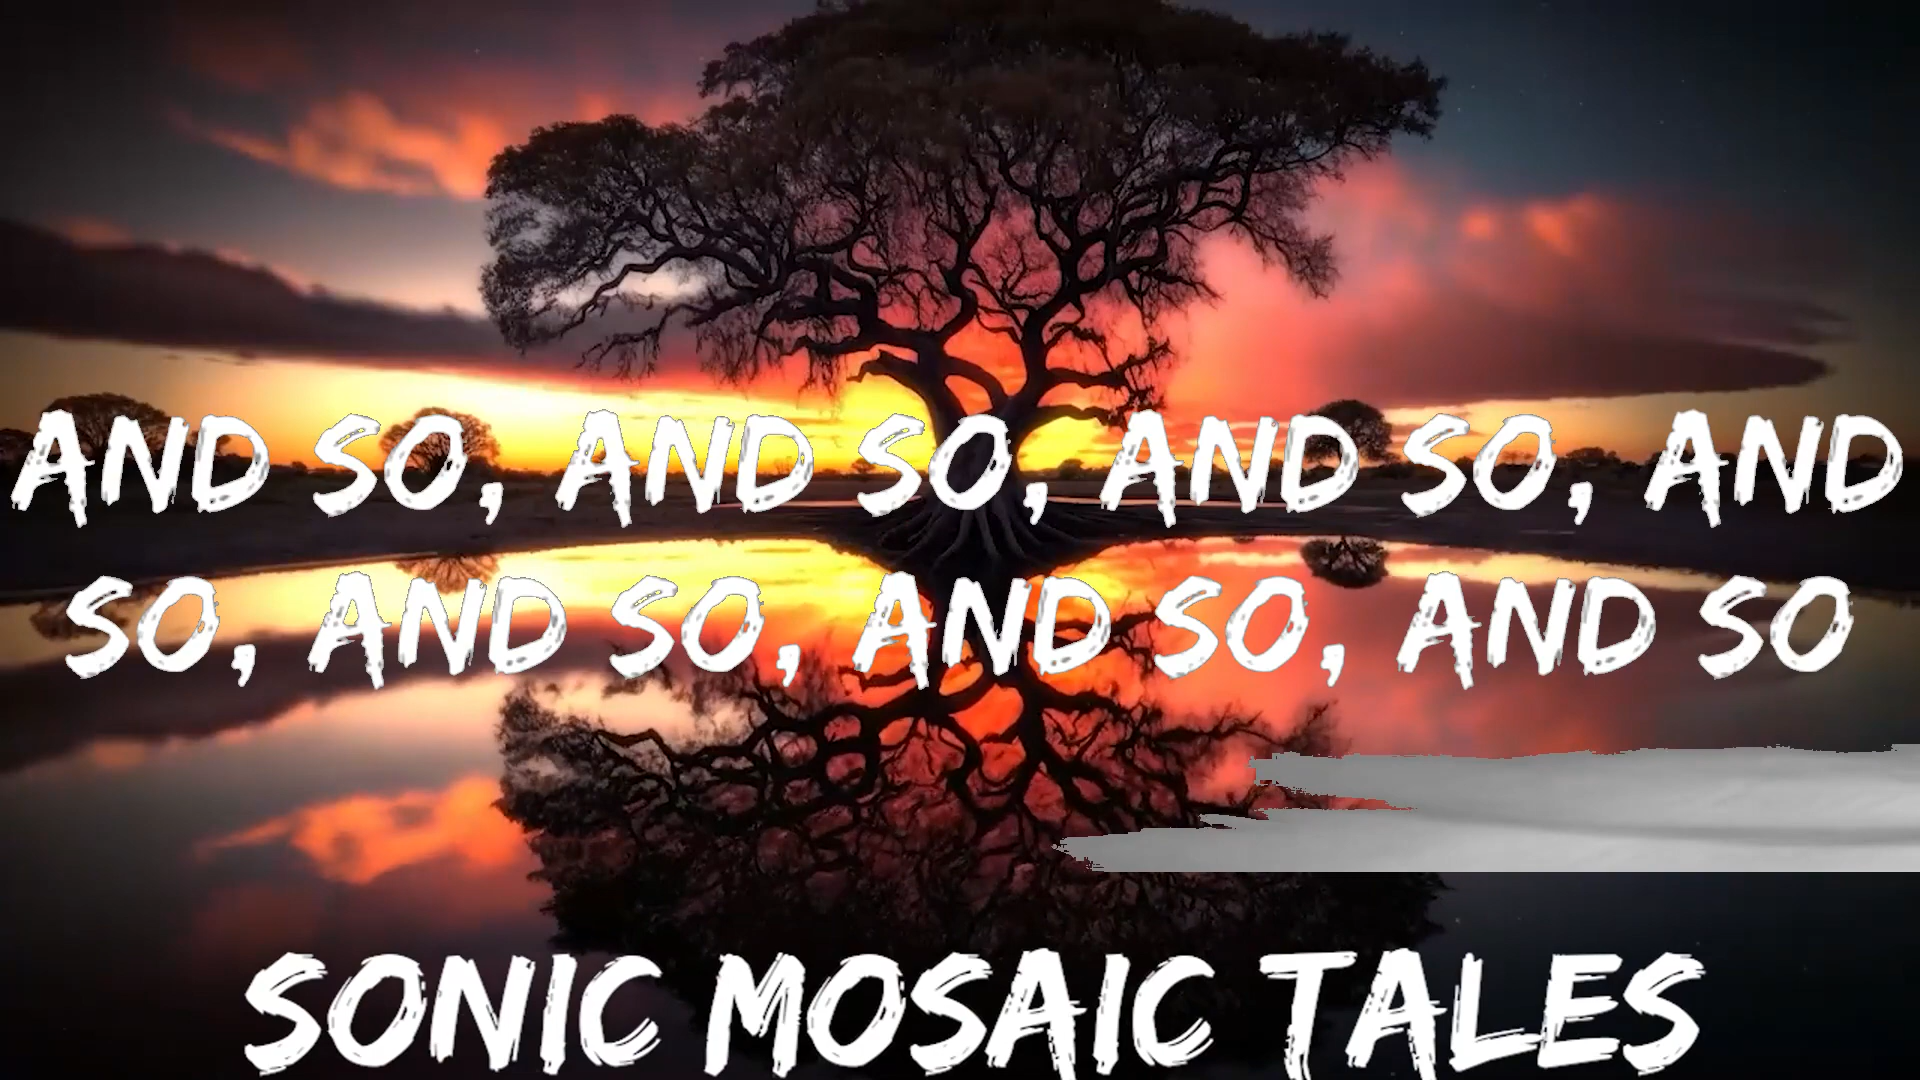 AND SO, AND SO, AND SO, AND
SO, AND SO, AND SO, AND SO
SONIC MOSAIC TALES